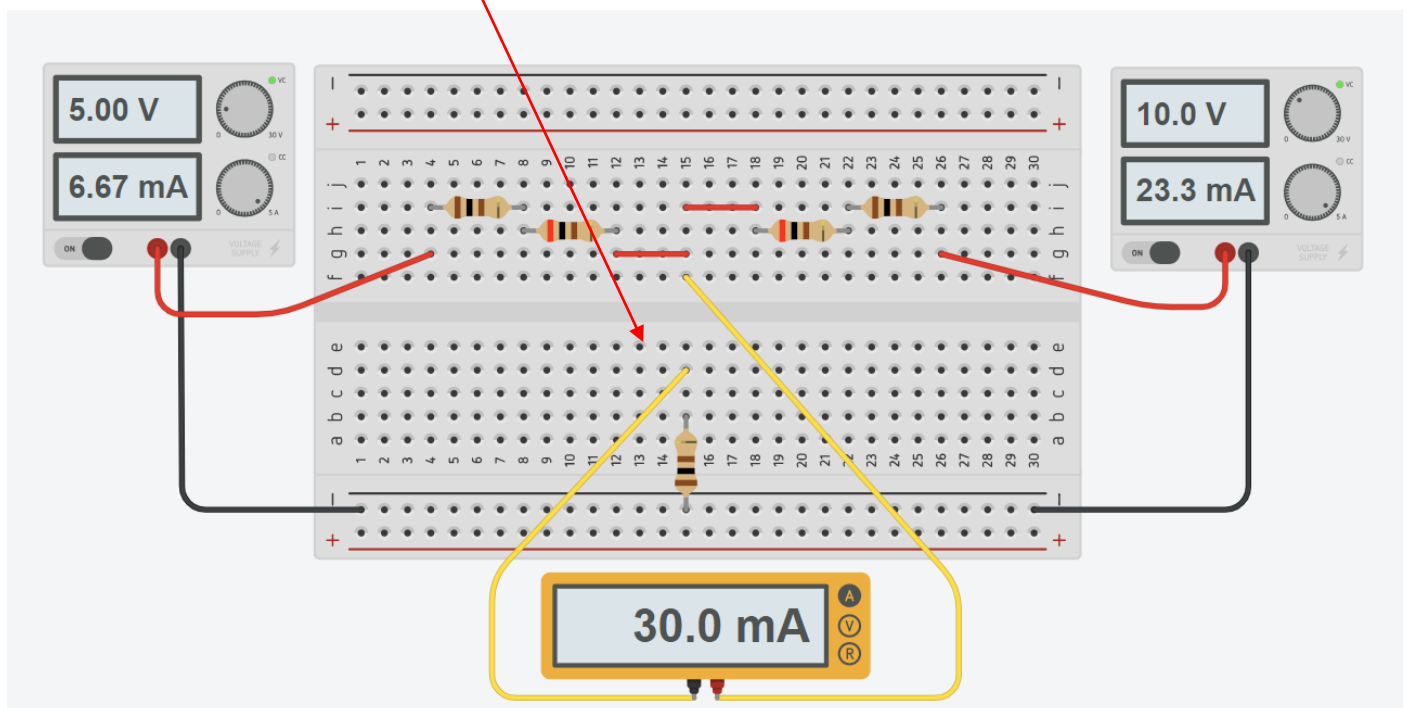 5.00 V
6.67 mA
VC
0 30 V
CC
0 5 A
ON
VOLTAGE
SUPPLY
10.0 V
23.3 mA
VC
0 30 V
CC
0 5 A
ON
VOLTAGE
SUPPLY
− −
+ +
1 2 3 4 5 6 7 8 9 10 11 12 13 14 15 16 17 18 19 20 21 22 23 24 25 26 27 28 29 30
j j
i i
h h
g g
f f
e e
d d
c c
b b
a a
1 2 3 4 5 6 7 8 9 10 11 12 13 14 15 16 17 18 19 20 21 22 23 24 25 26 27 28 29 30
− −
+ +
30.0 mA
A
V
R